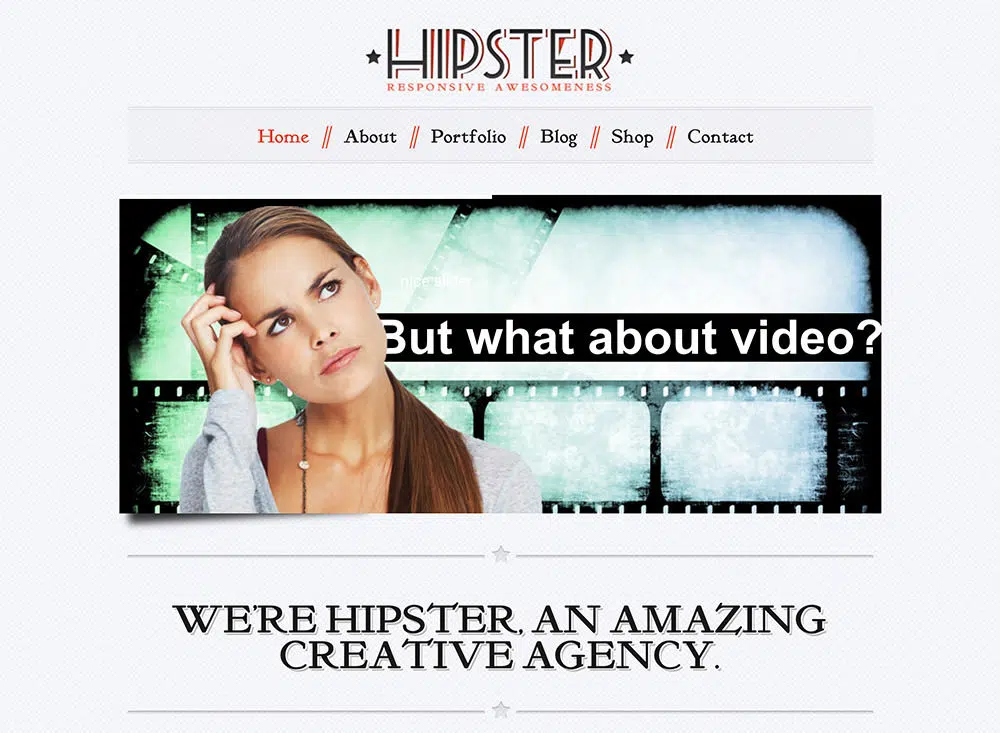 HIPSTER
RESPONSIVE AWESOMENESS
Home // About // Portfolio // Blog // Shop // Contact
nice slider
But what about video?
WE'RE HIPSTER, AN AMAZING
CREATIVE AGENCY.